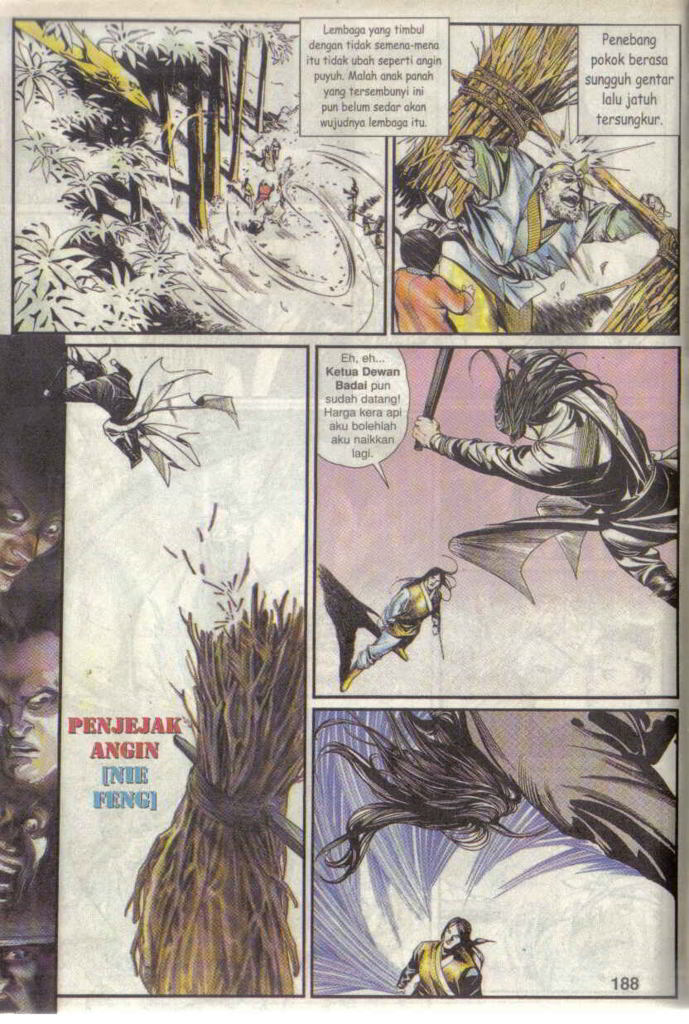 Lembaga yang timbul
dengan tidak semena-mena
itu tidak ubah seperti angin
puyuh. Malah anak panah
yang tersembunyi ini
pun belum sedar akan
wujudnya lembaga itu.
Penebang
pokok berasa
sungguh gentar
lalu jatuh
tersungkur.
Eh, eh...
Ketua Dewan
Badai pun
sudah datang!
Harga kera api
aku bolehlah
aku naikkan
lagi.
PENJEJAK
ANGIN
[NIE
FENG]
188